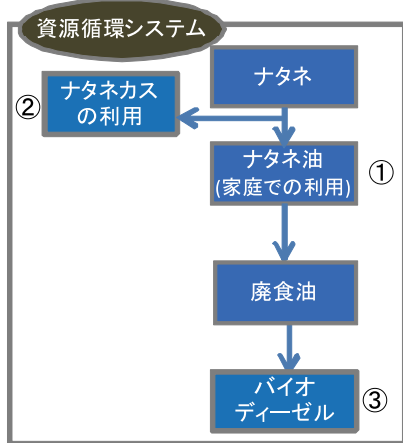 資源循環システム
ナタネ
②
ナタネカス
の利用
ナタネ油
(家庭での利用)
①
廃食油
バイオ
ディーゼル
③